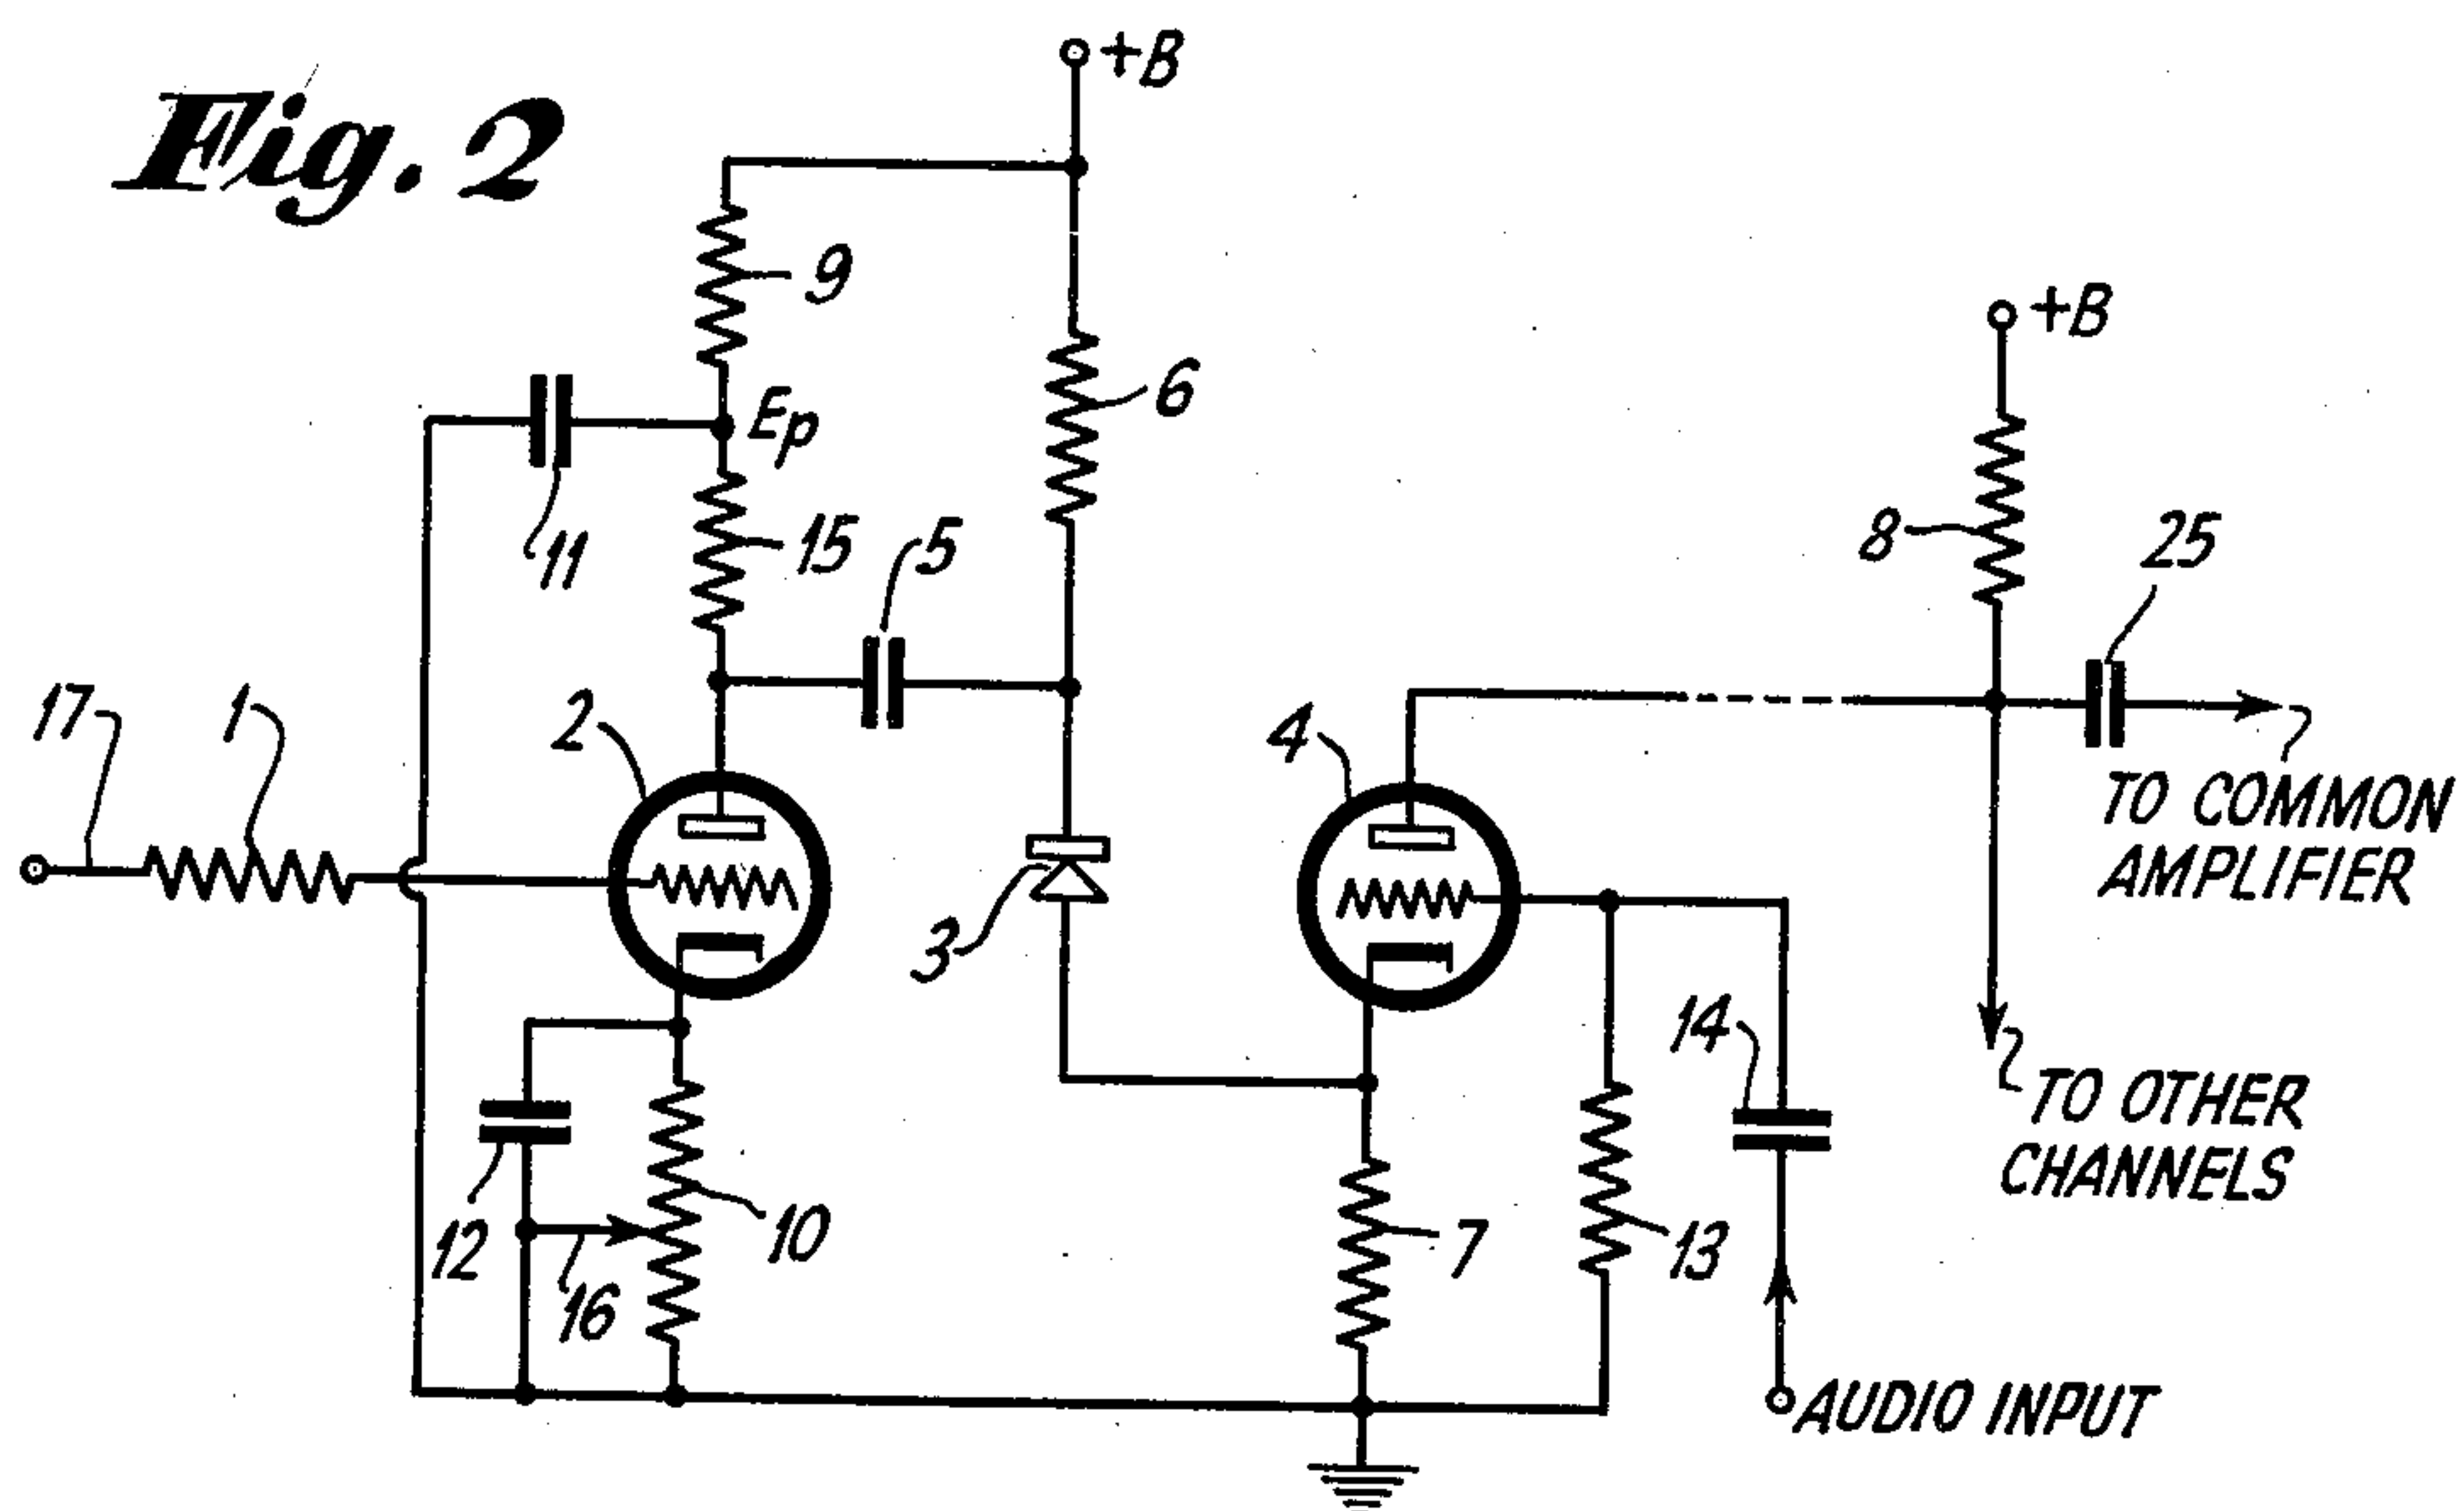 Fig. 2
+B
9
6
Ep
+B
11
15
5
8
25
17
1
2
4
TO COMMON
AMPLIFIER
3
14
TO OTHER
CHANNELS
12
10
16
7
13
AUDIO INPUT